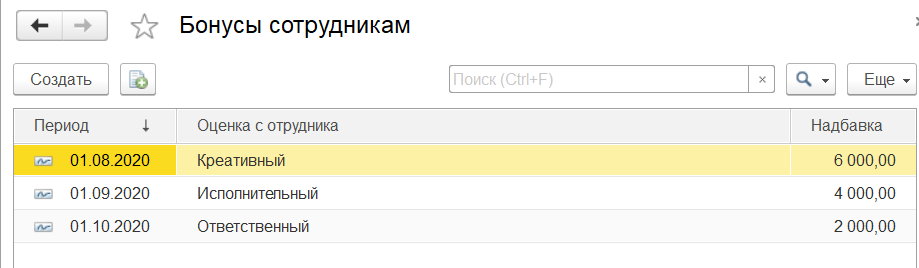 Бонусы сотрудникам
Создать Поиск (Ctrl+F) × Еще
Период ↓ Оценка с отрудника Надбавка
01.08.2020 Креативный 6 000,00
01.09.2020 Исполнительный 4 000,00
01.10.2020 Ответственный 2 000,00